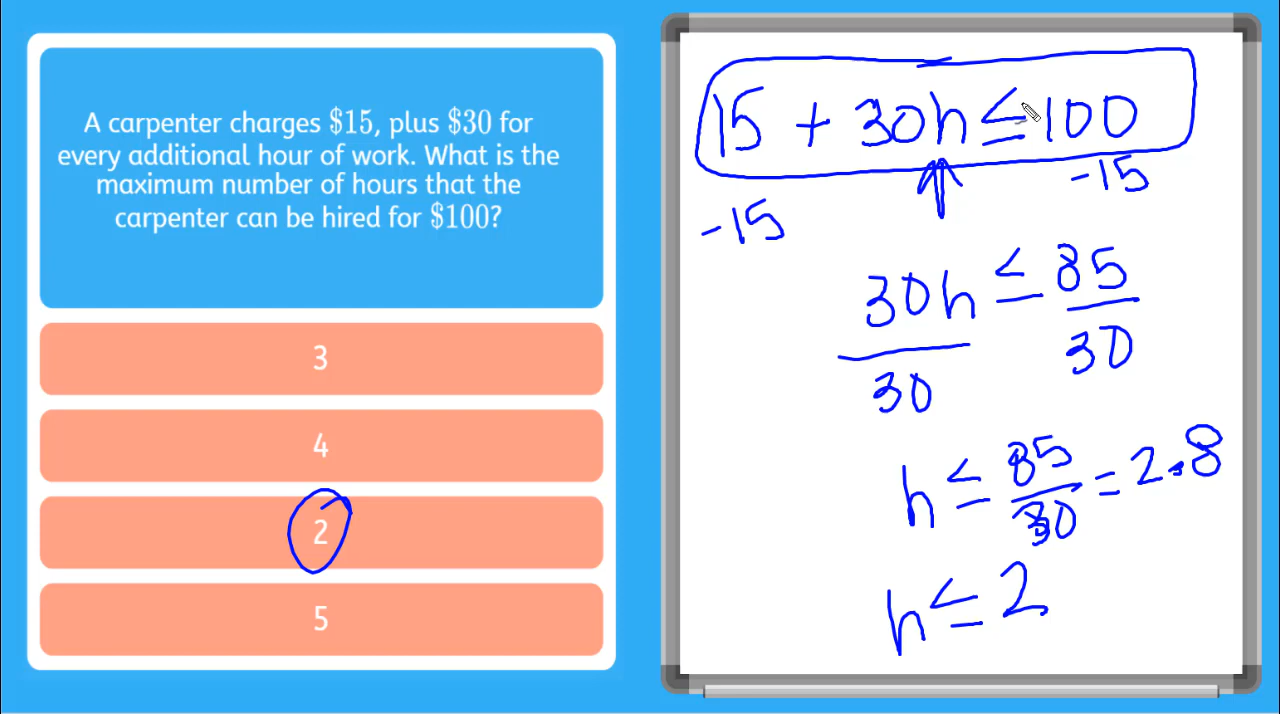 A carpenter charges $15, plus $30 for
every additional hour of work. What is the
maximum number of hours that the
carpenter can be hired for $100?
3
4
2
5
15 + 30h ≤ 100
-15
-15
30h ≤ 85
30
30
h ≤ 85/30 = 2.8
h ≤ 2